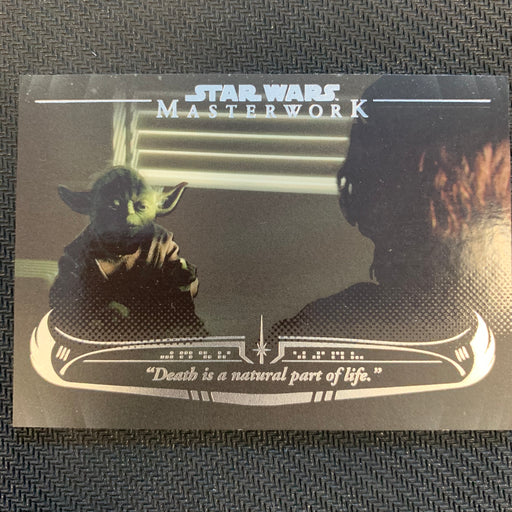 STAR WARS
MASTERWORK
“Death is a natural part of life.”